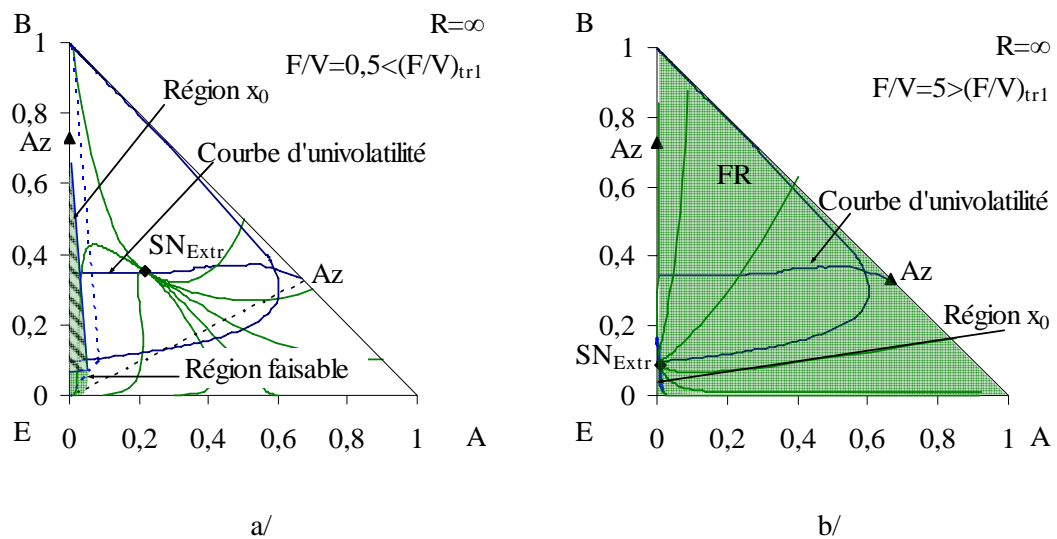 B
R=∞
F/V=0,5<(F/V)tr1
1
Région x0
0,8
Az
Courbe d'univolatilité
0,6
SNExtr
0,4
Az
0,2
Région faisable
0
E
0
0,2
0,4
0,6
0,8
1
A
a/
B
R=∞
F/V=5>(F/V)tr1
1
0,8
Az
FR
0,6
Courbe d'univolatilité
0,4
Az
0,2
Région x0
SNExtr
0
E
0
0,2
0,4
0,6
0,8
1
A
b/